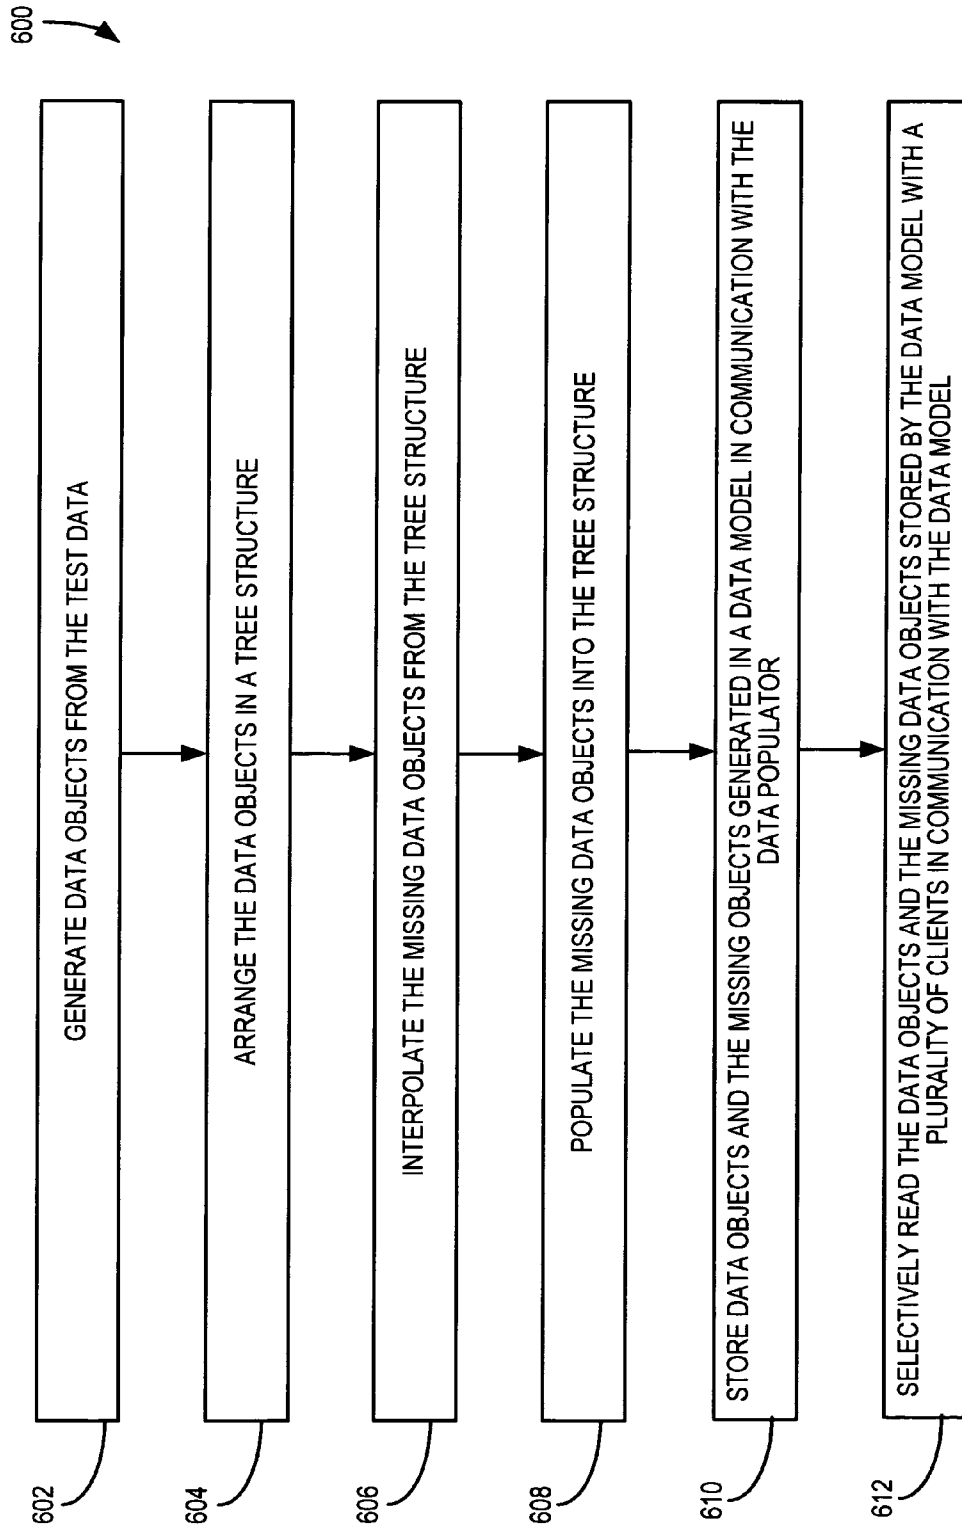 600
602
GENERATE DATA OBJECTS FROM THE TEST DATA
604
ARRANGE THE DATA OBJECTS IN A TREE STRUCTURE
606
INTERPOLATE THE MISSING DATA OBJECTS FROM THE TREE STRUCTURE
608
POPULATE THE MISSING DATA OBJECTS INTO THE TREE STRUCTURE
610
STORE DATA OBJECTS AND THE MISSING OBJECTS GENERATED IN A DATA MODEL IN COMMUNICATION WITH THE
DATA POPULATOR
612
SELECTIVELY READ THE DATA OBJECTS AND THE MISSING DATA OBJECTS STORED BY THE DATA MODEL WITH A
PLURALITY OF CLIENTS IN COMMUNICATION WITH THE DATA MODEL